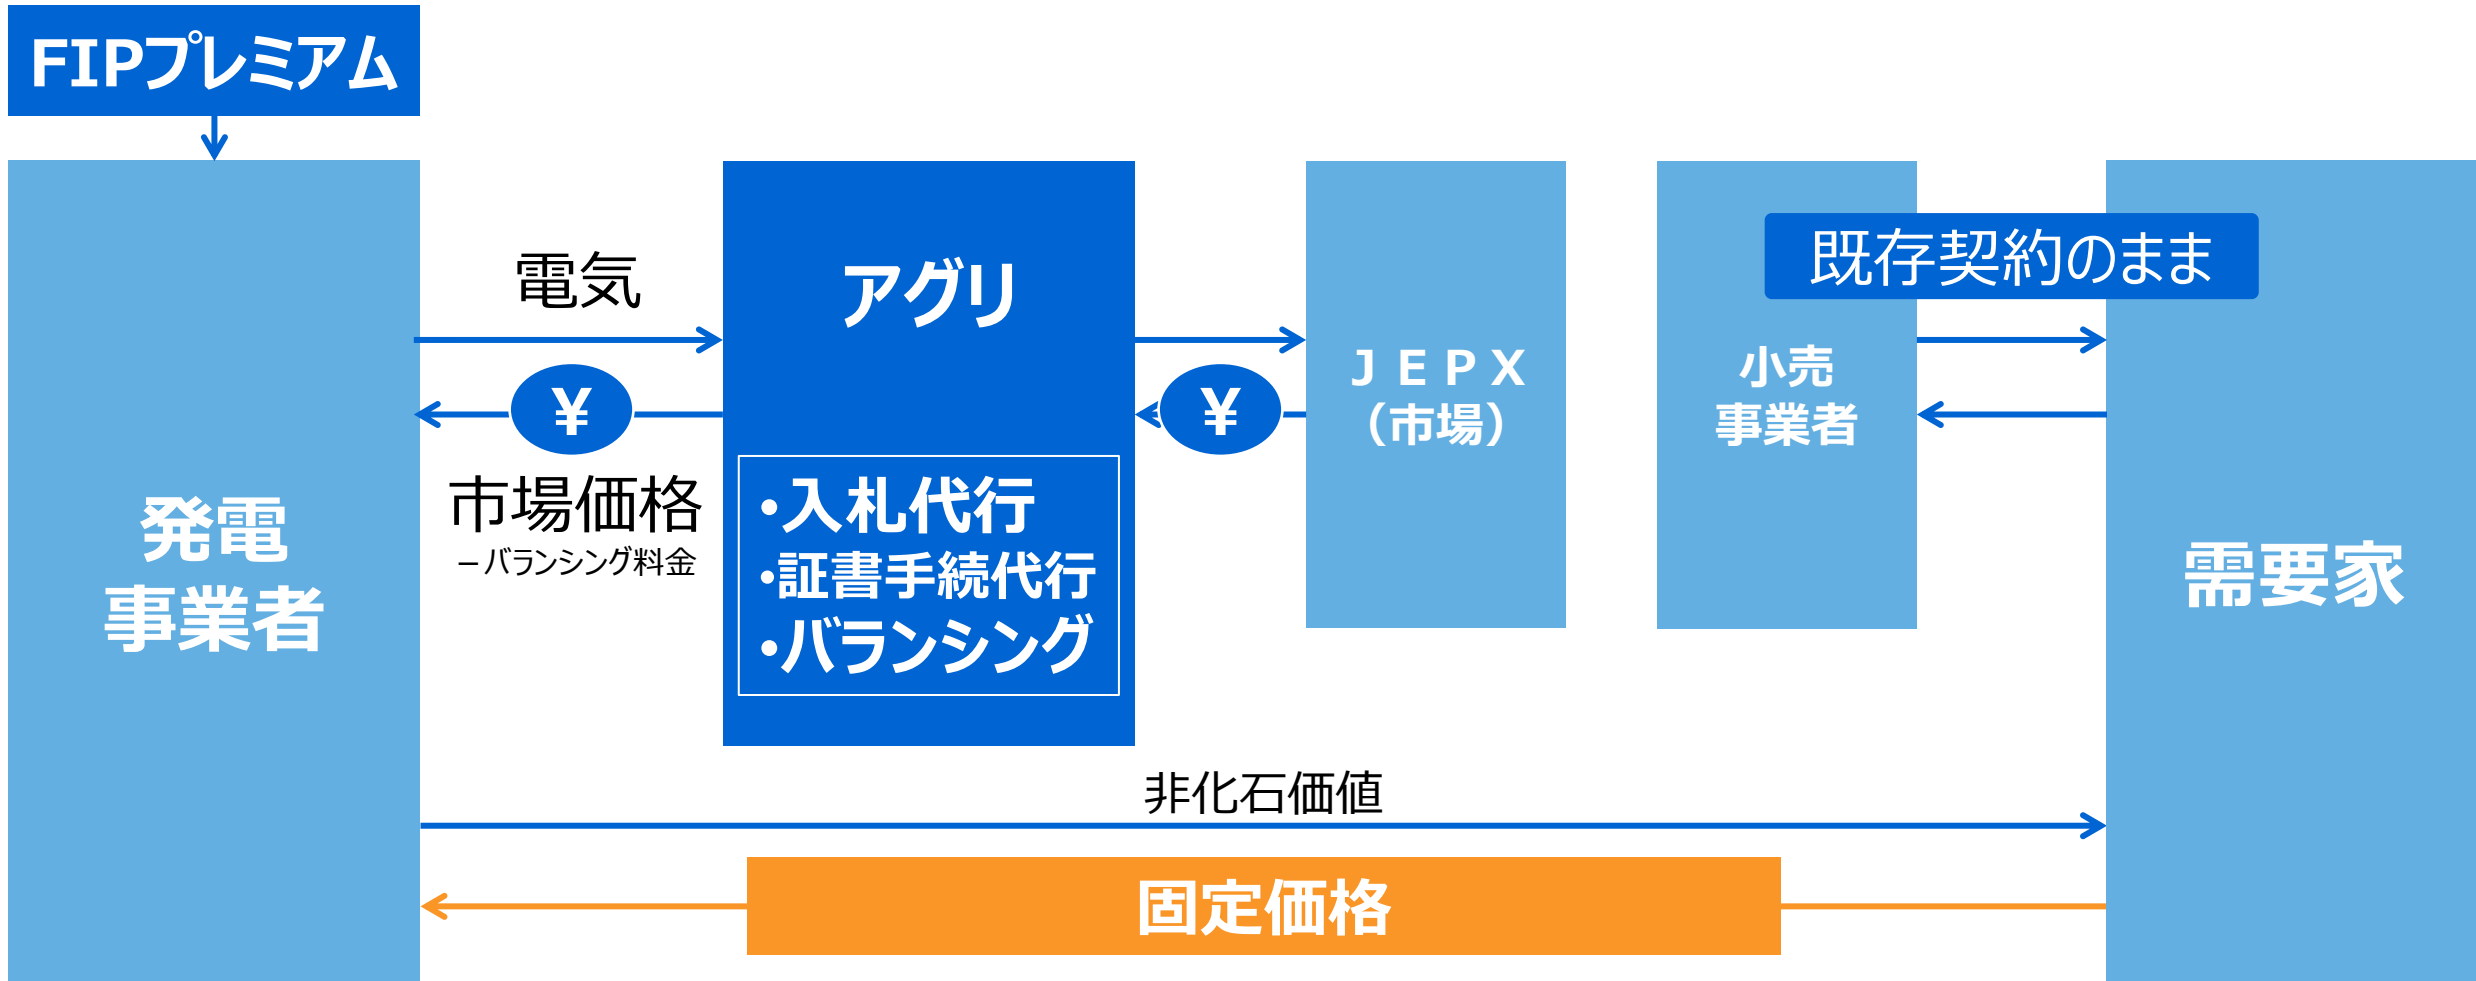 FIPプレミアム
発電
事業者
電気
¥
市場価格
－バランシング料金
アグリ
・入札代行
・証書手続代行
・バランシング
¥
ＪＥＰＸ
（市場）
小売
事業者
既存契約のまま
需要家
非化石価値
固定価格